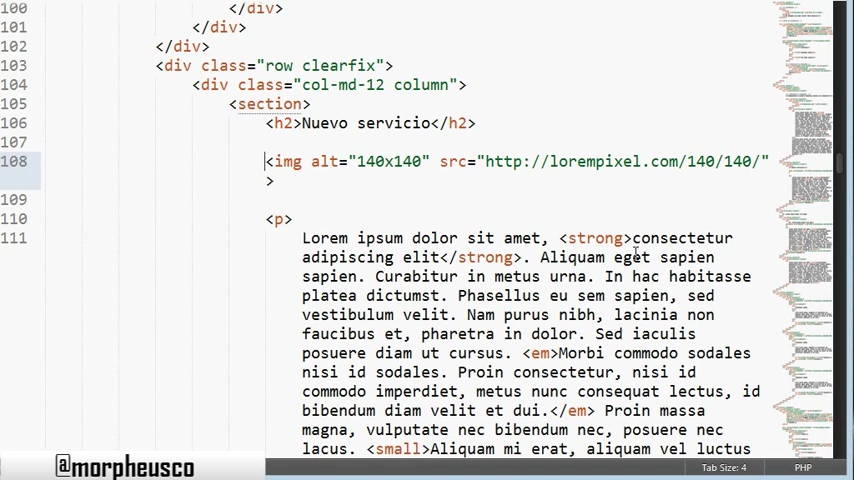 100 </div>
101 </div>
102 </div>
103 <div class="row clearfix">
104 <div class="col-md-12 column">
105 <section>
106 <h2>Nuevo servicio</h2>
107
108 <img alt="140x140" src="http://lorempixel.com/140/140/"
>
109
110 <p>
111 Lorem ipsum dolor sit amet, <strong>consectetur
adipiscing elit</strong>. Aliquam eget sapien
sapien. Curabitur in metus urna. In hac habitasse
platea dictumst. Phasellus eu sem sapien, sed
vestibulum velit. Nam purus nibh, lacinia non
faucibus et, pharetra in dolor. Sed iaculis
posuere diam ut cursus. <em>Morbi commodo sodales
nisi id sodales. Proin consectetur, nisi id
commodo imperdiet, metus nunc consequat lectus, id
bibendum diam velit et dui.</em> Proin massa
magna, vulputate nec bibendum nec, posuere nec
lacus. <small>Aliquam mi erat, aliquam vel luctus
@morpheusco
Tab Size: 4 PHP